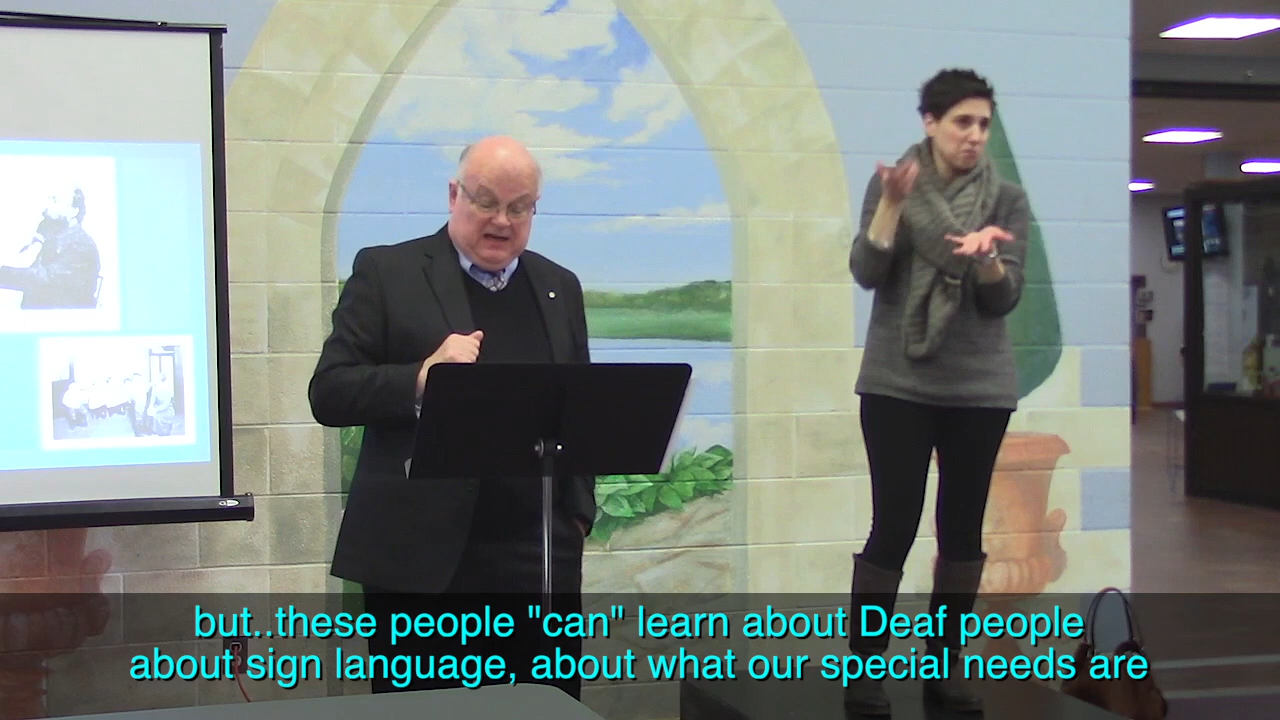 but..these people "can" learn about Deaf people
about sign language, about what our special needs are